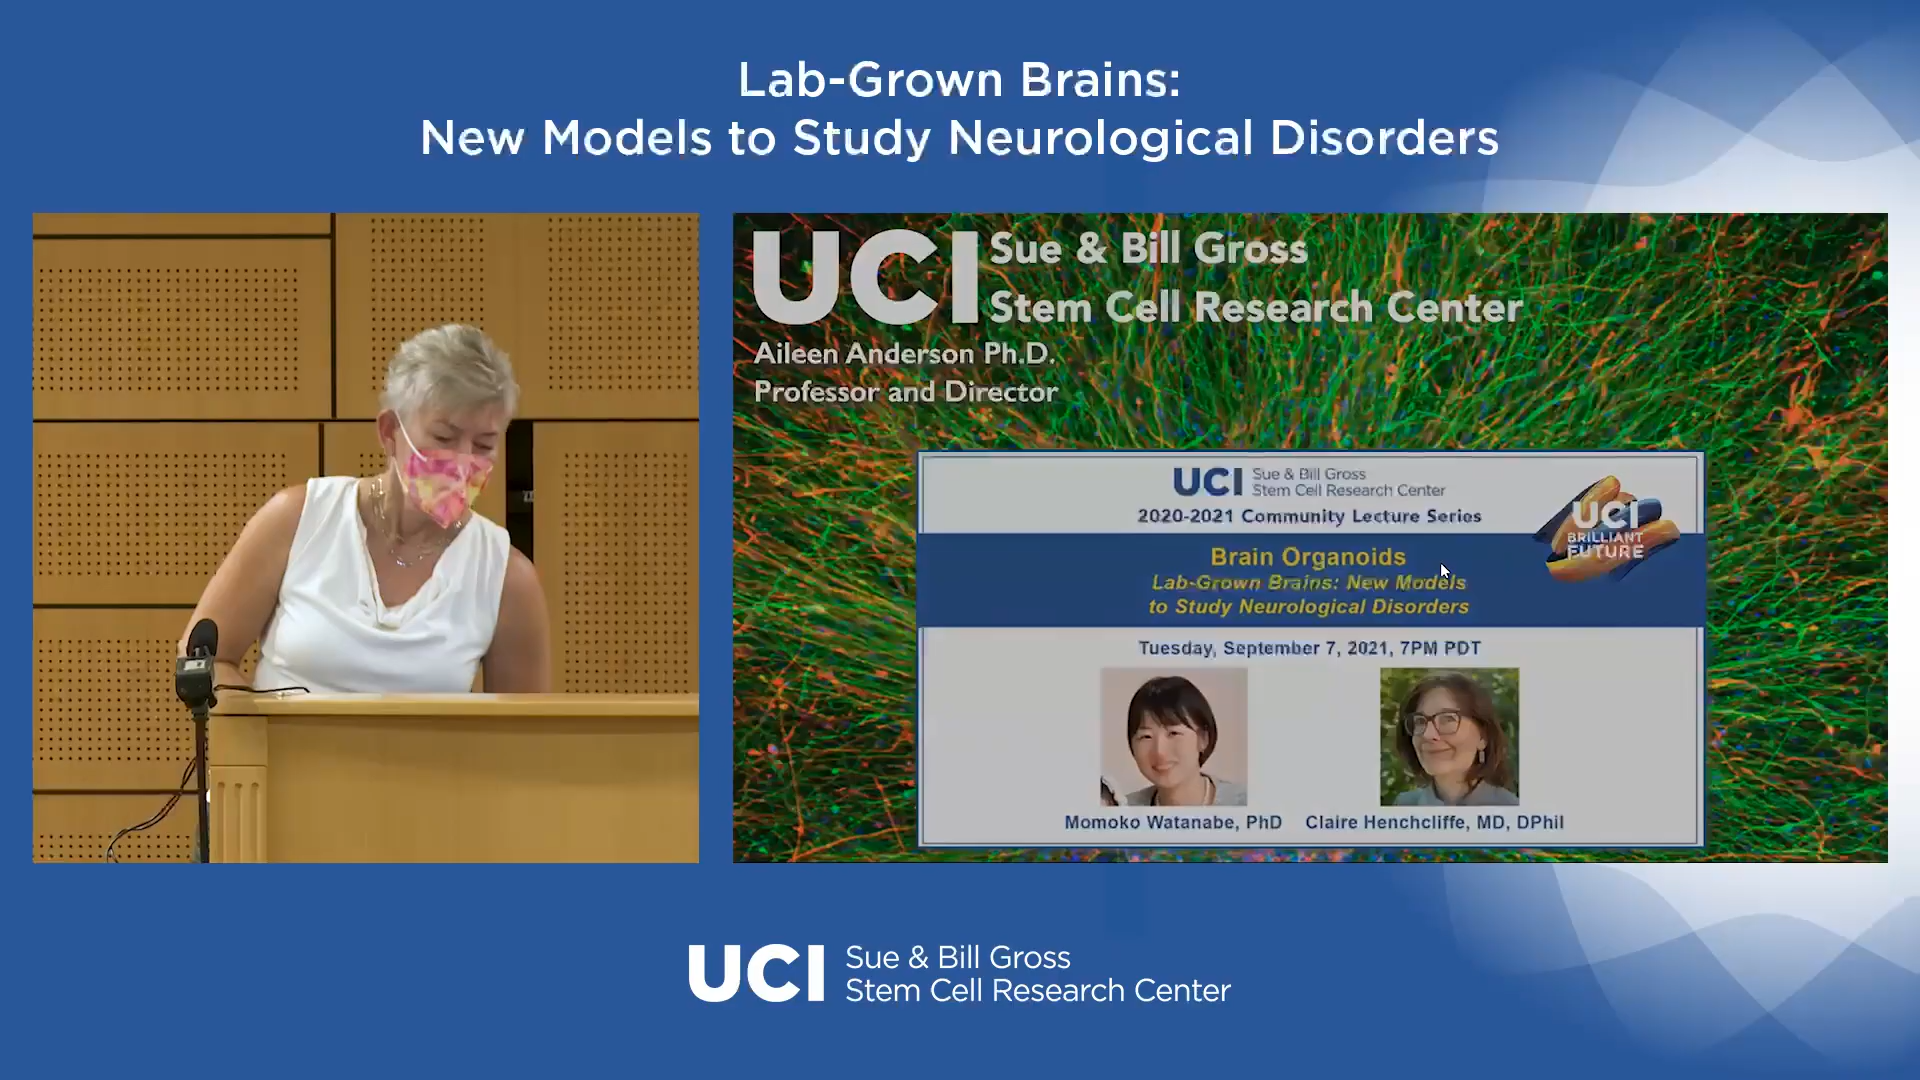 Lab-Grown Brains:
New Models to Study Neurological Disorders
UCI Sue & Bill Gross
Stem Cell Research Center
Aileen Anderson Ph.D.
Professor and Director
UCI Sue & Bill Gross
Stem Cell Research Center
2020-2021 Community Lecture Series
UCI
BRILLIANT
FUTURE
Brain Organoids
Lab-Grown Brains: New Models
to Study Neurological Disorders
Tuesday, September 7, 2021, 7PM PDT
Momoko Watanabe, PhD
Claire Henchcliffe, MD, DPhil
UCI Sue & Bill Gross
Stem Cell Research Center